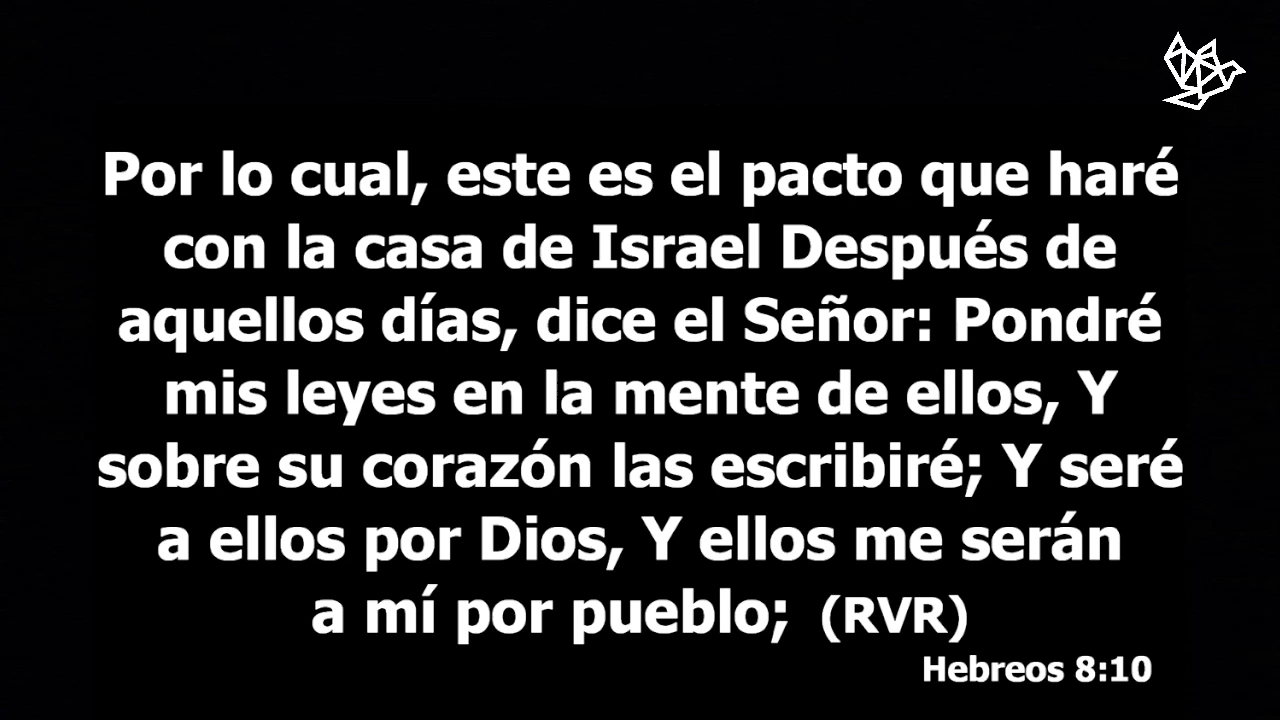 Por lo cual, este es el pacto que haré
con la casa de Israel Después de
aquellos días, dice el Señor: Pondré
mis leyes en la mente de ellos, Y
sobre su corazón las escribiré; Y seré
a ellos por Dios, Y ellos me serán
a mí por pueblo; (RVR)
Hebreos 8:10